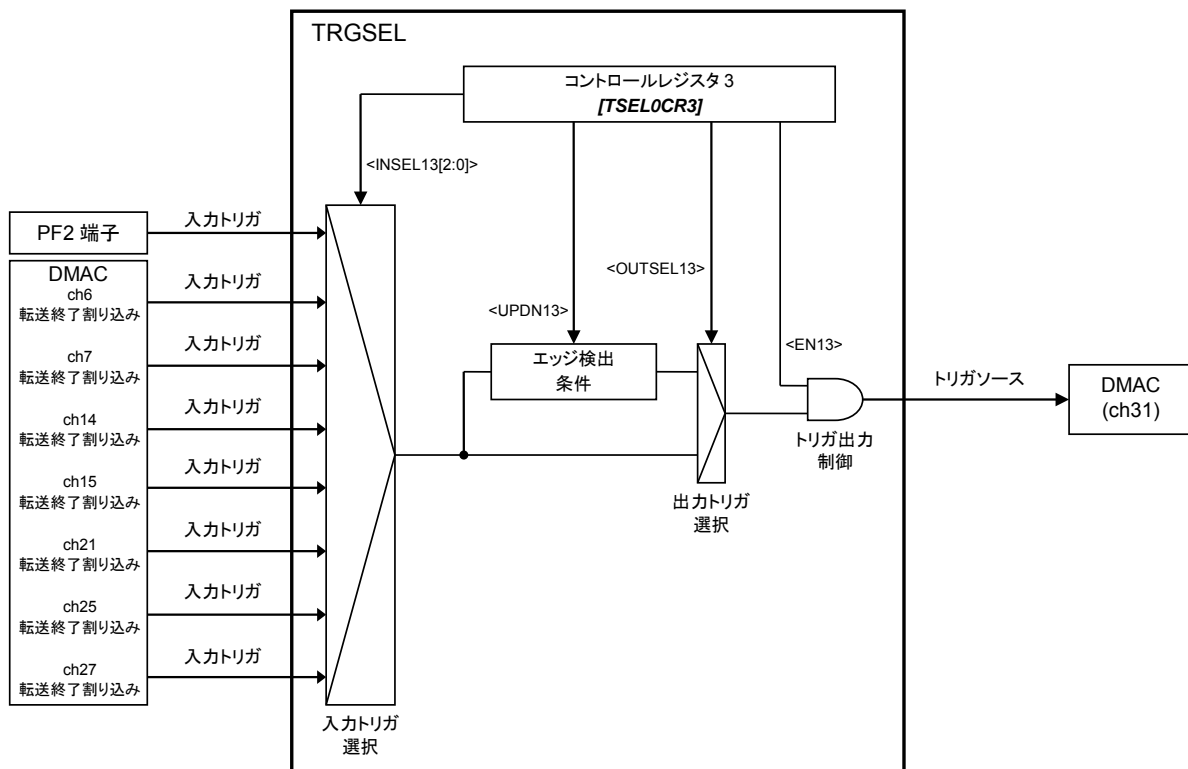 TRGSEL
コントロールレジスタ 3
[TSEL0CR3]
<INSEL13[2:0]>
<UPDN13>
<OUTSEL13>
<EN13>
PF2 端子
入力トリガ
DMAC
ch6
転送終了割り込み
入力トリガ
ch7
転送終了割り込み
入力トリガ
ch14
転送終了割り込み
入力トリガ
ch15
転送終了割り込み
入力トリガ
ch21
転送終了割り込み
入力トリガ
ch25
転送終了割り込み
入力トリガ
ch27
転送終了割り込み
入力トリガ
入力トリガ
選択
エッジ検出
条件
出力トリガ
選択
トリガ出力
制御
トリガソース
DMAC
(ch31)